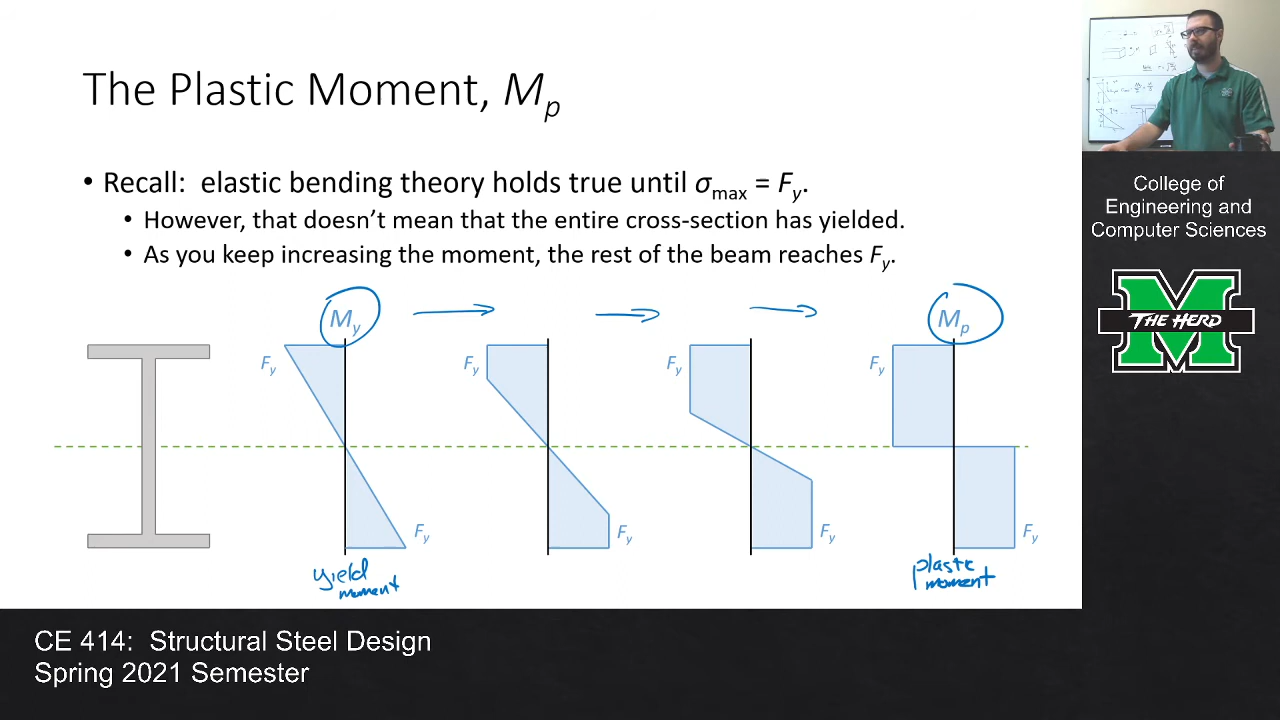 The Plastic Moment, Mp
• Recall: elastic bending theory holds true until σmax = Fy.
• However, that doesn’t mean that the entire cross-section has yielded.
• As you keep increasing the moment, the rest of the beam reaches Fy.
My
Mp
Fy
Fy
Fy
Fy
Fy
Fy
Fy
Fy
yield
moment
plastic
moment
College of
Engineering and
Computer Sciences
THE HERD
CE 414: Structural Steel Design
Spring 2021 Semester